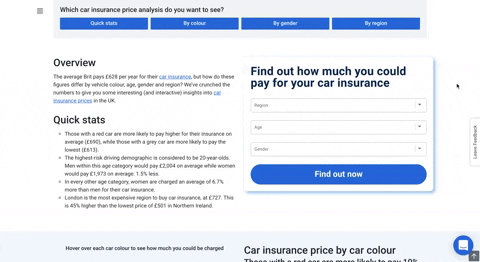 Which car insurance price analysis do you want to see?
Quick stats
By colour
By gender
By region
Overview
The average Brit pays £628 per year for their car insurance, but how do these
figures differ by vehicle colour, age, gender and region? We've crunched the
numbers to give you some interesting (and interactive) insights into car
insurance prices in the UK.
Quick stats
Those with a red car are more likely to pay higher for their insurance on
average (£690), while those with a grey car are more likely to pay the
lowest (£613).
The highest-risk driving demographic is considered to be 20-year-olds.
Men within this age category would pay £2,004 on average while women
would pay £1,973 on average: 1.5% less.
In every other age category, women are charged an average of 6.7%
more than men for their car insurance.
London is the most expensive region to buy car insurance, at £727. This
is 45% higher than the lowest price of £501 in Northern Ireland.
Find out how much you could
pay for your car insurance
Region
Age
Gender
Find out now
Leave Feedback
Hover over each car colour to see how much you could be charged
Car insurance price by car colour
Those with a red car are more likely to pay 10%